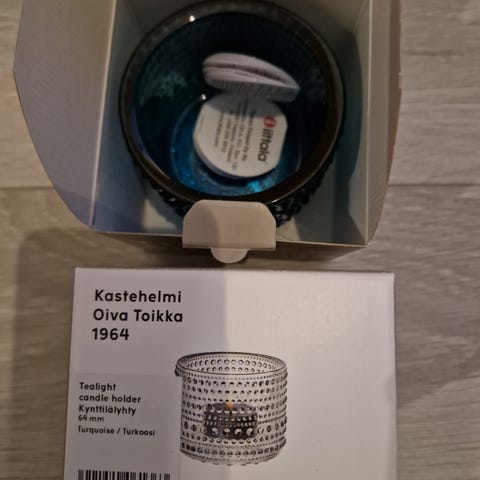 iittala
Kastehelmi
Oiva Toikka
1964
Tealight
candle holder
Kynttilälyhty
64 mm
Turquoise / Turkoosi